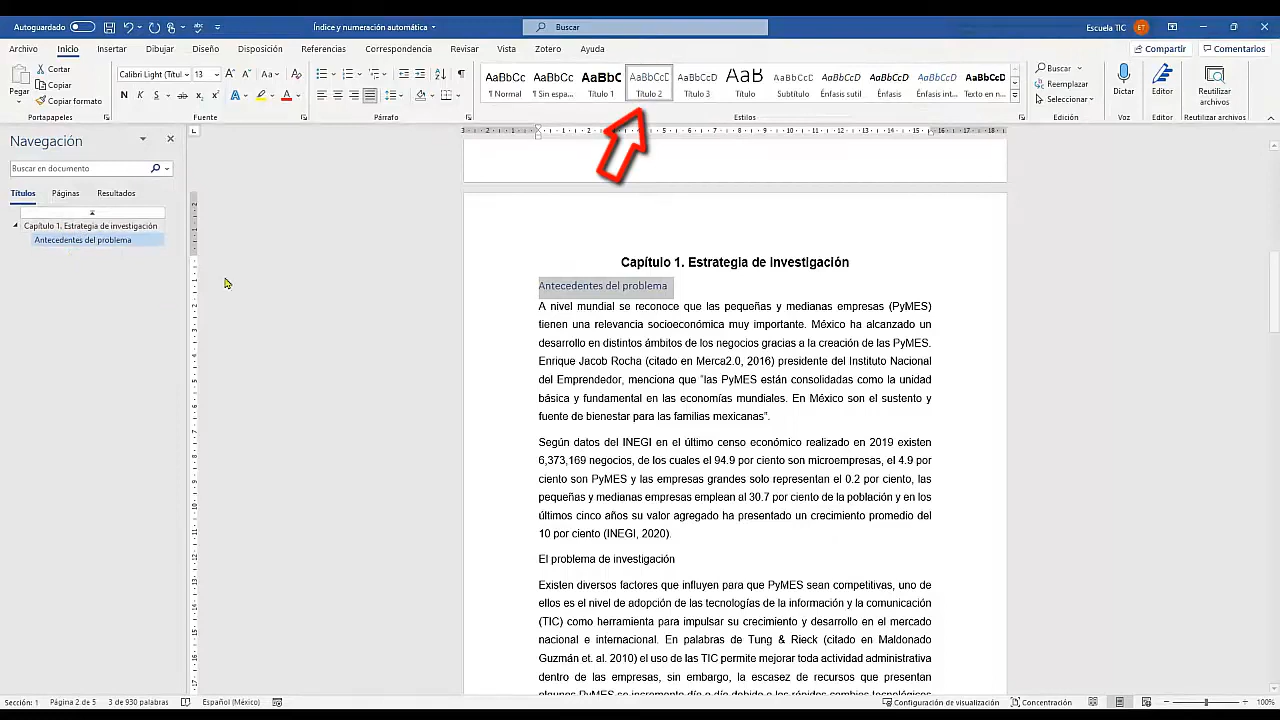 Autoguardado
Índice y numeración automática
Buscar
Escuela TIC
ET
Archivo Inicio Insertar Dibujar Diseño Disposición Referencias Correspondencia Revisar Vista Zotero Ayuda
Compartir Comentarios
Pegar
Cortar
Copiar
Copiar formato
Portapapeles
Calibri Light (Títul 13
N K S
Fuente
Párrafo
AaBbCc AaBbCc AaBbC AaBbCcD AaBbCcD AaB AaBbCcD AaBbCcD AaBbCcD AaBbCcD AaBbCcD
¶ Normal ¶ Sin espa... Título 1 Título 2 Título 3 Título Subtítulo Énfasis sutil Énfasis Énfasis int... Texto en n...
Estilos
Buscar
Reemplazar
Seleccionar
Edición
Dictar
Voz
Editor
Editor
Reutilizar
archivos
Reutilizar archivos
Navegación
Buscar en documento
Títulos Páginas Resultados
Capítulo 1. Estrategia de investigación
Antecedentes del problema
Capítulo 1. Estrategia de investigación
Antecedentes del problema
A nivel mundial se reconoce que las pequeñas y medianas empresas (PyMES)
tienen una relevancia socioeconómica muy importante. México ha alcanzado un
desarrollo en distintos ámbitos de los negocios gracias a la creación de las PyMES.
Enrique Jacob Rocha (citado en Merca2.0, 2016) presidente del Instituto Nacional
del Emprendedor, menciona que "las PyMES están consolidadas como la unidad
básica y fundamental en las economías mundiales. En México son el sustento y
fuente de bienestar para las familias mexicanas".
Según datos del INEGI en el último censo económico realizado en 2019 existen
6,373,169 negocios, de los cuales el 94.9 por ciento son microempresas, el 4.9 por
ciento son PyMES y las empresas grandes solo representan el 0.2 por ciento, las
pequeñas y medianas empresas emplean al 30.7 por ciento de la población y en los
últimos cinco años su valor agregado ha presentado un crecimiento promedio del
10 por ciento (INEGI, 2020).
El problema de investigación
Existen diversos factores que influyen para que PyMES sean competitivas, uno de
ellos es el nivel de adopción de las tecnologías de la información y la comunicación
(TIC) como herramienta para impulsar su crecimiento y desarrollo en el mercado
nacional e internacional. En palabras de Tung & Rieck (citado en Maldonado
Guzmán et. al. 2010) el uso de las TIC permite mejorar toda actividad administrativa
dentro de las empresas, sin embargo, la escasez de recursos que presentan
Sección: 1 Página 2 de 5 3 de 930 palabras Español (México) Configuración de visualización Concentración 100%